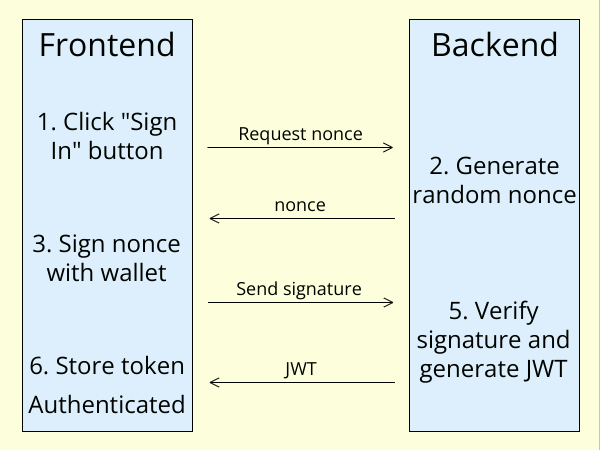 Frontend
Backend
1. Click "Sign
In" button
Request nonce
2. Generate
random nonce
nonce
3. Sign nonce
with wallet
Send signature
5. Verify
signature and
generate JWT
JWT
6. Store token
Authenticated